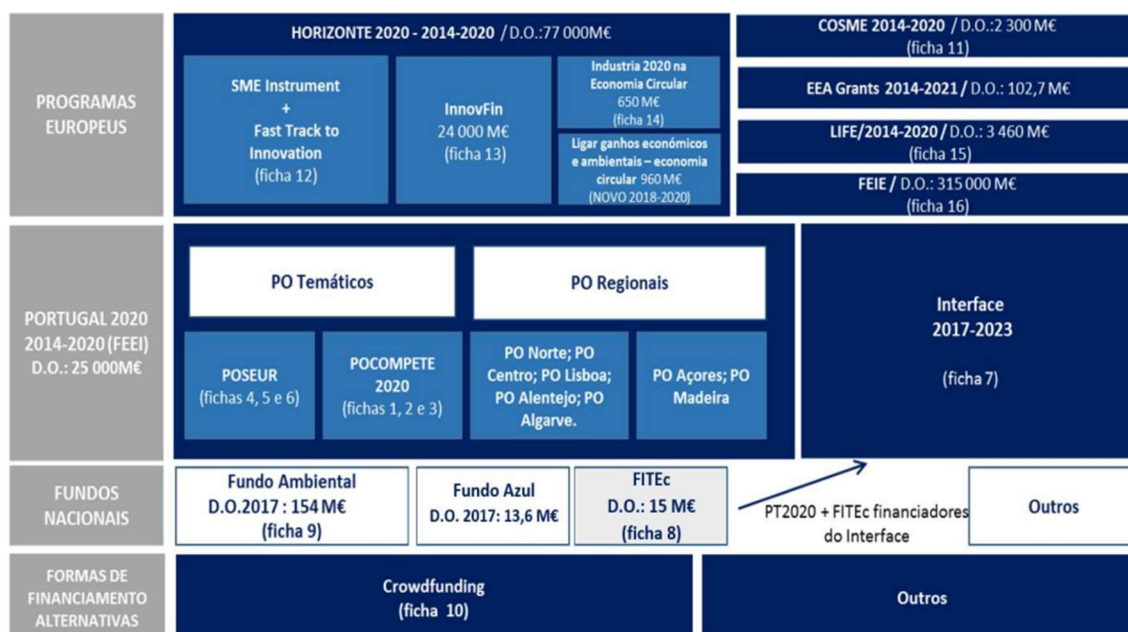 PROGRAMAS
EUROPEUS
HORIZONTE 2020 - 2014-2020 / D.O.:77 000M€
SME Instrument
+
Fast Track to
Innovation
(ficha 12)
InnovFin
24 000 M€
(ficha 13)
Industria 2020 na
Economia Circular
650 M€
(ficha 14)
Ligar ganhos económicos
e ambientais – economia
circular 960 M€
(NOVO 2018-2020)
COSME 2014-2020 / D.O.:2 300 M€
(ficha 11)
EEA Grants 2014-2021 / D.O.: 102,7 M€
LIFE/2014-2020 / D.O.: 3 460 M€
(ficha 15)
FEIE / D.O.: 315 000 M€
(ficha 16)
PORTUGAL 2020
2014-2020 (FEEI)
D.O.: 25 000M€
PO Temáticos
PO Regionais
POSEUR
(fichas 4, 5 e 6)
POCOMPETE
2020
(fichas 1, 2 e 3)
PO Norte; PO
Centro; PO Lisboa;
PO Alentejo; PO
Algarve.
PO Açores; PO
Madeira
Interface
2017-2023
(ficha 7)
FUNDOS
NACIONAIS
Fundo Ambiental
D.O.2017 : 154 M€
(ficha 9)
Fundo Azul
D.O. 2017: 13,6 M€
FITEc
D.O.: 15 M€
(ficha 8)
PT2020 + FITEc financiadores
do Interface
Outros
FORMAS DE
FINANCIAMENTO
ALTERNATIVAS
Crowdfunding
(ficha 10)
Outros